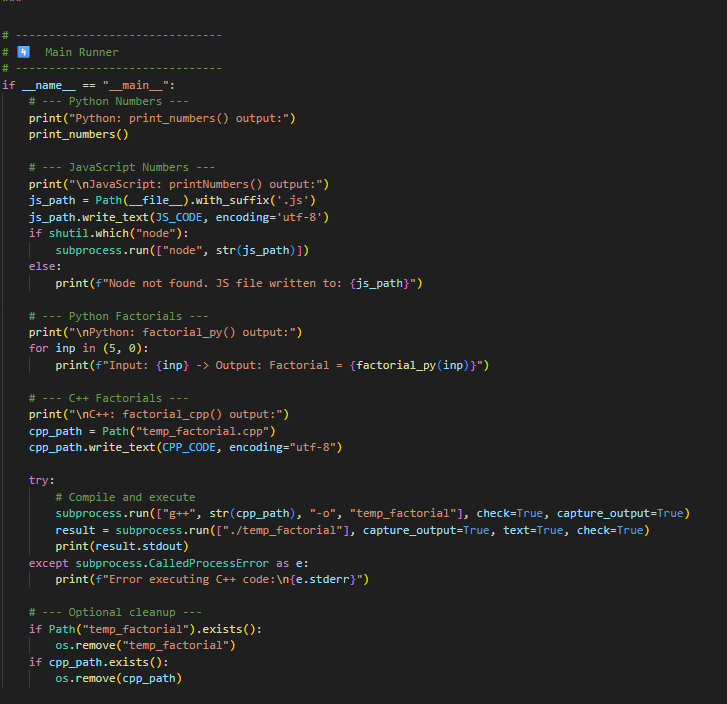 """
# -------------------------------
# Main Runner
# -------------------------------
if __name__ == "__main__":
    # --- Python Numbers ---
    print("Python: print_numbers() output:")
    print_numbers()

    # --- JavaScript Numbers ---
    print("\nJavaScript: printNumbers() output:")
    js_path = Path(__file__).with_suffix('.js')
    js_path.write_text(JS_CODE, encoding='utf-8')
    if shutil.which("node"):
        subprocess.run(["node", str(js_path)])
    else:
        print(f"Node not found. JS file written to: {js_path}")

    # --- Python Factorials ---
    print("\nPython: factorial_py() output:")
    for inp in (5, 0):
        print(f"Input: {inp} -> Output: Factorial = {factorial_py(inp)}")

    # --- C++ Factorials ---
    print("\nC++: factorial_cpp() output:")
    cpp_path = Path("temp_factorial.cpp")
    cpp_path.write_text(CPP_CODE, encoding="utf-8")

    try:
        # Compile and execute
        subprocess.run(["g++", str(cpp_path), "-o", "temp_factorial"], check=True, capture_output=True)
        result = subprocess.run(["./temp_factorial"], capture_output=True, text=True, check=True)
        print(result.stdout)
    except subprocess.CalledProcessError as e:
        print(f"Error executing C++ code:\n{e.stderr}")

    # --- Optional cleanup ---
    if Path("temp_factorial").exists():
        os.remove("temp_factorial")
    if cpp_path.exists():
        os.remove(cpp_path)